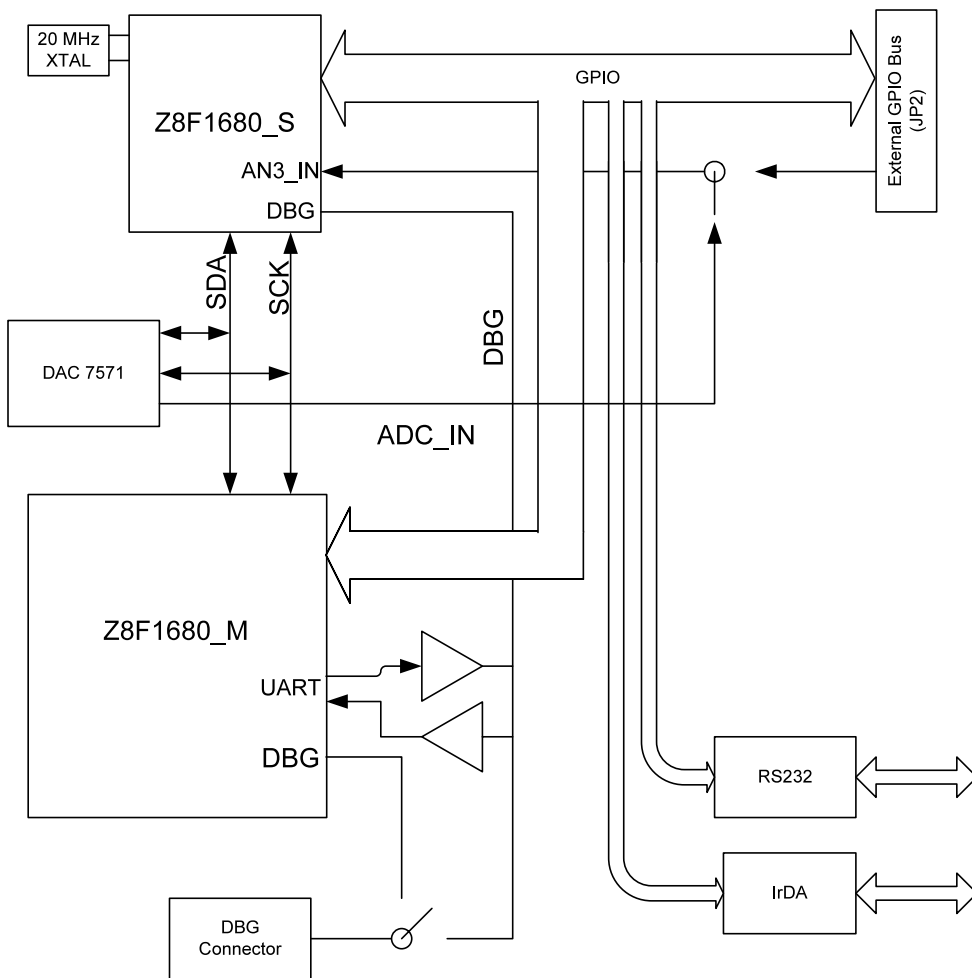 20 MHz
XTAL
Z8F1680_S
AN3_IN
DBG
GPIO
External GPIO Bus
(JP2)
SDA
SCK
DBG
DAC 7571
ADC_IN
Z8F1680_M
UART
DBG
RS232
IrDA
DBG
Connector